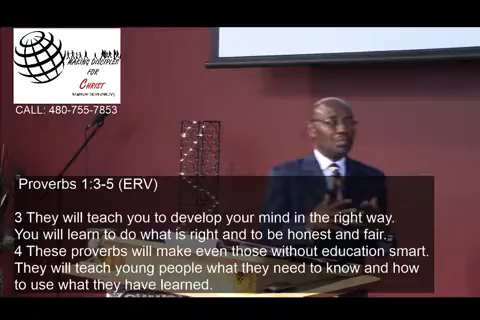 MAKING DISCIPLES
FOR
CHRIST
CALL: 480-755-7853
Proverbs 1:3-5 (ERV)
3 They will teach you to develop your mind in the right way.
You will learn to do what is right and to be honest and fair.
4 These proverbs will make even those without education smart.
They will teach young people what they need to know and how
to use what they have learned.